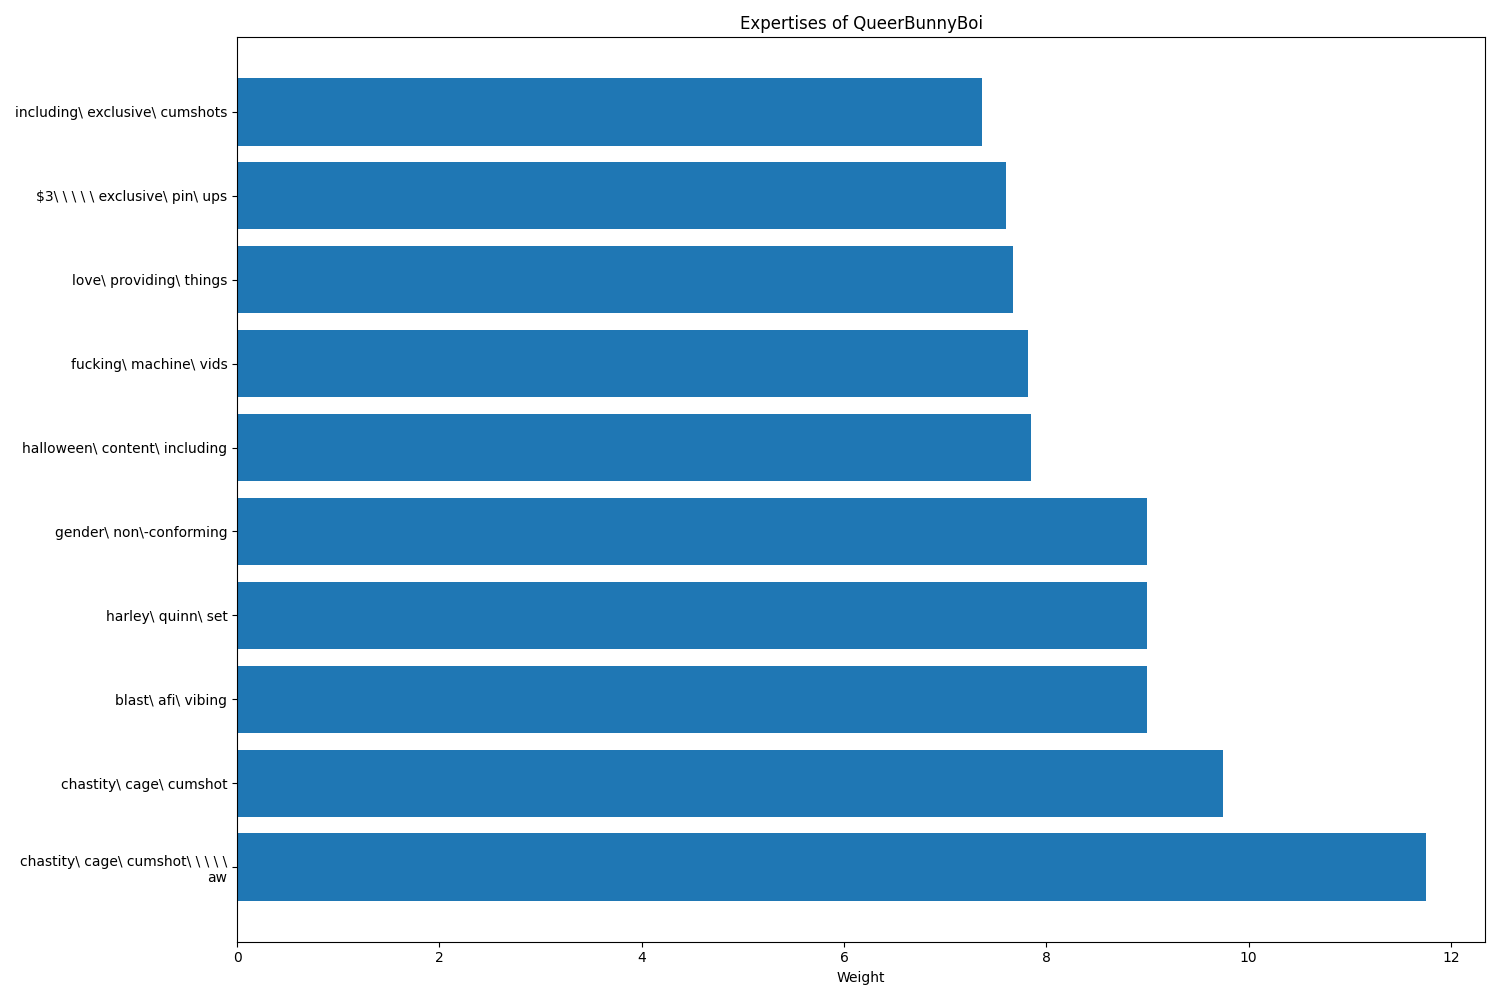 Expertises of QueerBunnyBoi
including\ exclusive\ cumshots
$3\ \ \ \ \ exclusive\ pin\ ups
love\ providing\ things
fucking\ machine\ vids
halloween\ content\ including
gender\ non\-conforming
harley\ quinn\ set
blast\ afi\ vibing
chastity\ cage\ cumshot
chastity\ cage\ cumshot\ \ \ \ \
aw
0 2 4 6 8 10 12
Weight